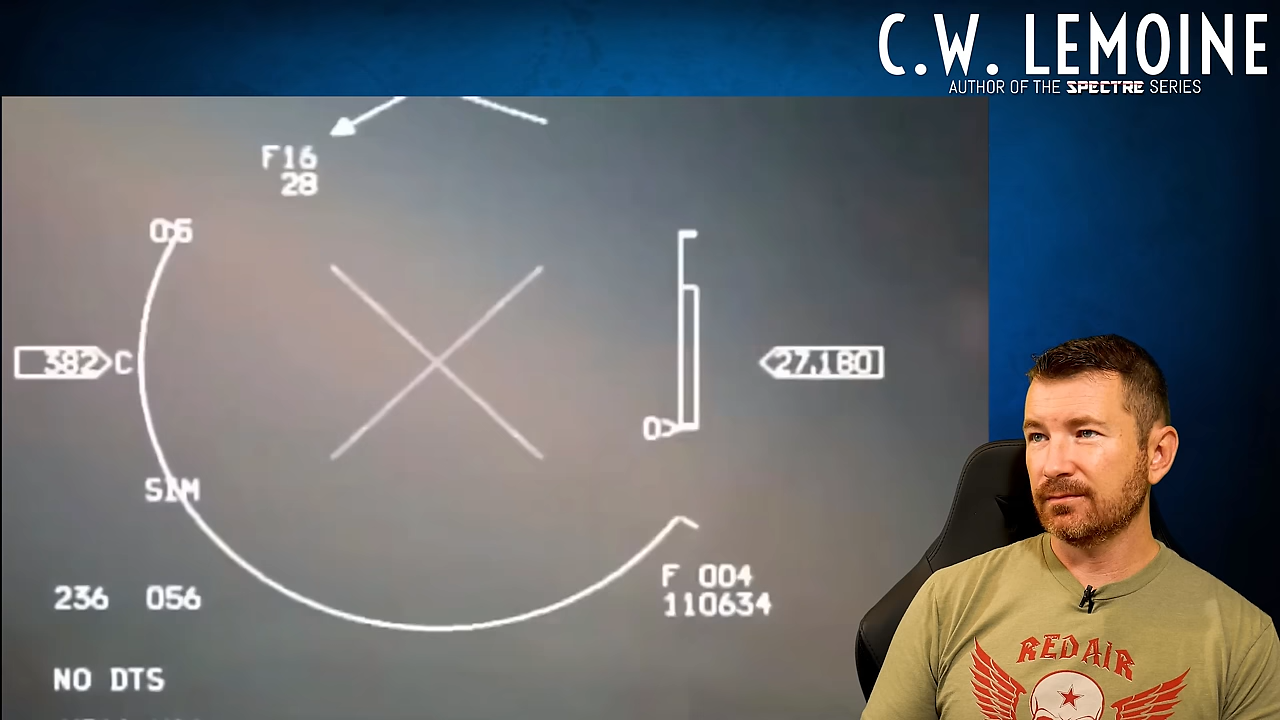 C.W. LEMOINE
AUTHOR OF THE SPECTRE SERIES
F16
28
05
382 C
27,180
0
SIM
F 004
110634
236 056
NO DTS
REDAIR